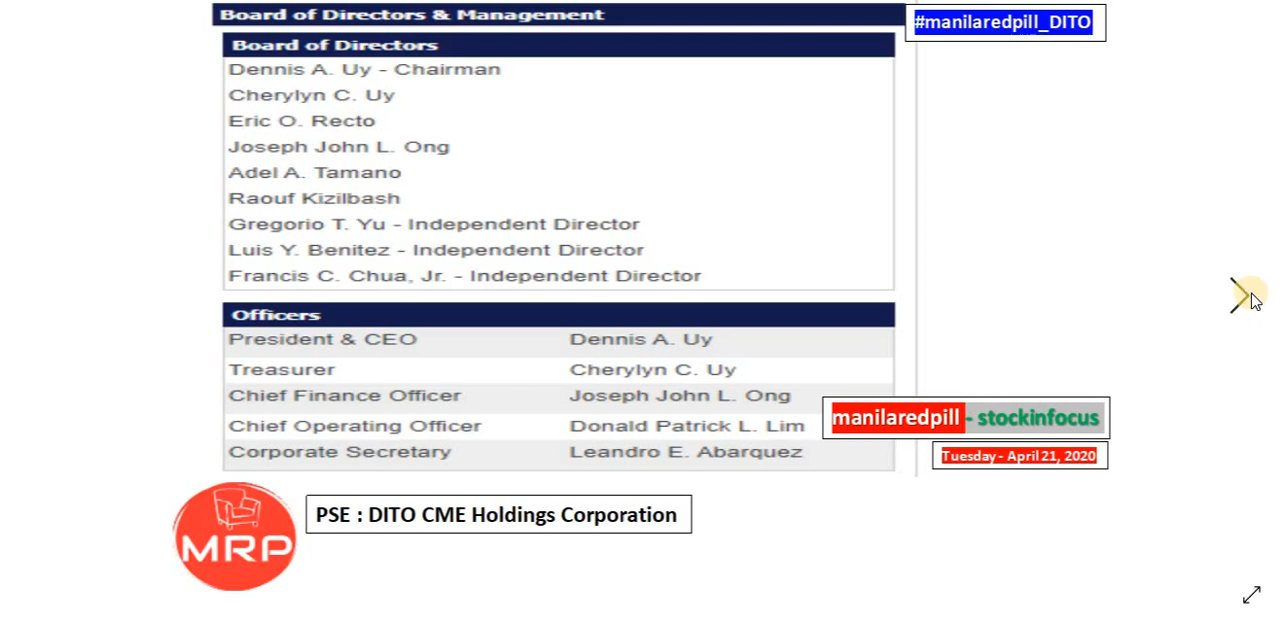 Board of Directors & Management
#manilaredpill_DITO
Board of Directors
Dennis A. Uy - Chairman
Cherylyn C. Uy
Eric O. Recto
Joseph John L. Ong
Adel A. Tamano
Raouf Kizilbash
Gregorio T. Yu - Independent Director
Luis Y. Benitez - Independent Director
Francis C. Chua, Jr. - Independent Director
Officers
President & CEO Dennis A. Uy
Treasurer Cherylyn C. Uy
Chief Finance Officer Joseph John L. Ong
Chief Operating Officer Donald Patrick L. Lim
Corporate Secretary Leandro E. Abarquez
manilaredpill - stockinfocus
Tuesday - April 21, 2020
MRP
PSE : DITO CME Holdings Corporation